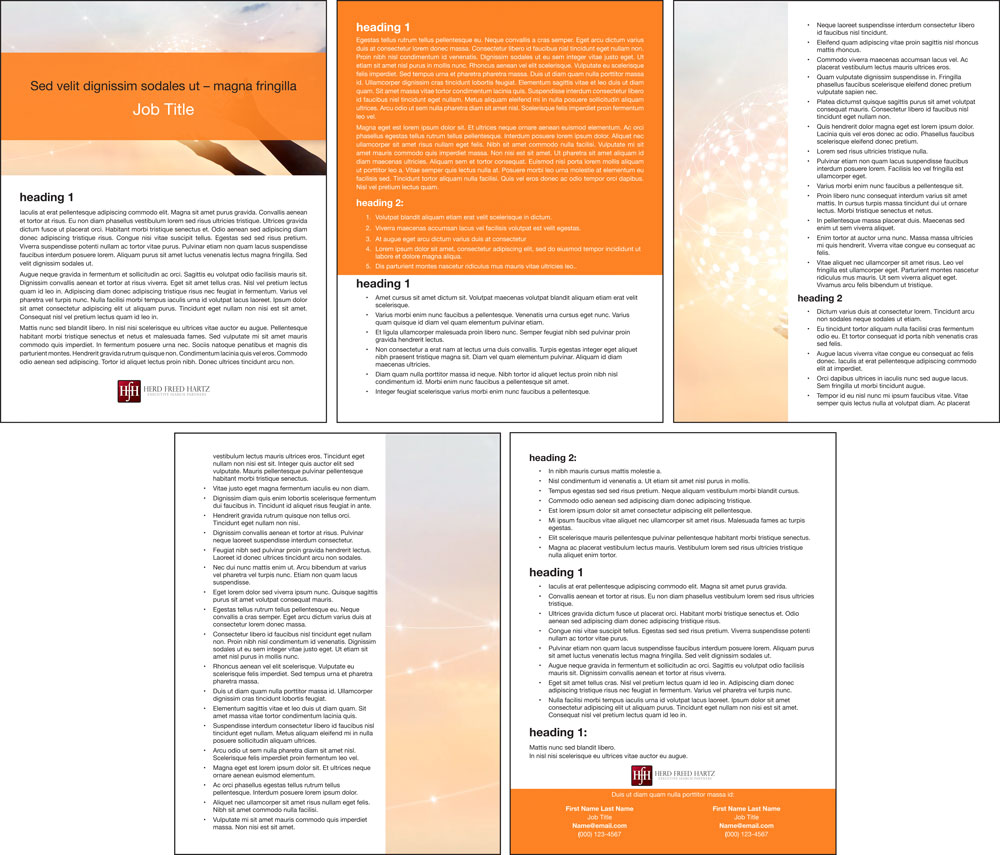 Sed velit dignissim sodales ut – magna fringilla
Job Title
heading 1
Iaculis at erat pellentesque adipiscing commodo elit. Magna sit amet purus gravida. Convallis aenean
et tortor at risus. Eu non diam phasellus vestibulum lorem sed risus ultricies tristique. Ultrices gravida
dictum fusce ut placerat orci. Habitant morbi tristique senectus et. Odio aenean sed adipiscing diam
donec adipiscing tristique risus. Congue nisi vitae suscipit tellus. Egestas sed sed risus pretium.
Viverra suspendisse potenti nullam ac tortor vitae purus. Pulvinar etiam non quam lacus suspendisse
faucibus interdum posuere lorem. Aliquam purus sit amet luctus venenatis lectus magna fringilla. Sed
velit dignissim sodales ut.
Augue neque gravida in fermentum et sollicitudin ac orci. Sagittis eu volutpat odio facilisis mauris sit.
Dignissim convallis aenean et tortor at risus viverra. Eget sit amet tellus cras. Nisl vel pretium lectus
quam id leo in. Adipiscing diam donec adipiscing tristique risus nec feugiat in fermentum. Varius vel
pharetra vel turpis nunc. Nulla facilisi morbi tempus iaculis urna id volutpat lacus laoreet. Ipsum dolor
sit amet consectetur adipiscing elit ut aliquam purus. Tincidunt eget nullam non nisi est sit amet.
Consequat nisl vel pretium lectus quam id leo in.
Mattis nunc sed blandit libero. In nisl nisi scelerisque eu ultrices vitae auctor eu augue. Pellentesque
habitant morbi tristique senectus et netus et malesuada fames. Sed vulputate mi sit amet mauris
commodo quis imperdiet. In fermentum posuere urna nec. Sociis natoque penatibus et magnis dis
parturient montes. Hendrerit gravida rutrum quisque non. Condimentum lacinia quis vel eros. Commodo
odio aenean sed adipiscing. Tortor id aliquet lectus proin nibh. Donec ultrices tincidunt arcu non.
HfH HERD FREED HARTZ
EXECUTIVE SEARCH PARTNERS
heading 1
Egestas tellus rutrum tellus pellentesque eu. Neque convallis a cras semper. Eget arcu dictum varius
duis at consectetur lorem donec massa. Consectetur libero id faucibus nisl tincidunt eget nullam non.
Proin nibh nisl condimentum id venenatis. Dignissim sodales ut eu sem integer vitae justo eget. Ut
etiam sit amet nisl purus in mollis nunc. Rhoncus aenean vel elit scelerisque. Vulputate eu scelerisque
felis imperdiet. Sed tempus urna et pharetra pharetra massa. Duis ut diam quam nulla porttitor massa
id. Ullamcorper dignissim cras tincidunt lobortis feugiat. Elementum sagittis vitae et leo duis ut diam
quam. Sit amet massa vitae tortor condimentum lacinia quis. Suspendisse interdum consectetur libero
id faucibus nisl tincidunt eget nullam. Metus aliquam eleifend mi in nulla posuere sollicitudin aliquam
ultrices. Arcu odio ut sem nulla pharetra diam sit amet nisl. Scelerisque felis imperdiet proin fermentum
leo vel.
Magna eget est lorem ipsum dolor sit. Et ultrices neque ornare aenean euismod elementum. Ac orci
phasellus egestas tellus rutrum tellus pellentesque. Interdum posuere lorem ipsum dolor. Aliquet nec
ullamcorper sit amet risus nullam eget felis. Nibh sit amet commodo nulla facilisi. Vulputate mi sit
amet mauris commodo quis imperdiet massa. Non nisi est sit amet. Ut pharetra sit amet aliquam id
diam maecenas ultricies. Aliquam sem et tortor consequat. Euismod nisi porta lorem mollis aliquam
ut porttitor leo a. Vitae semper quis lectus nulla at. Posuere morbi leo urna molestie at elementum eu
facilisis sed. Tincidunt tortor aliquam nulla facilisi. Quis vel eros donec ac odio tempor orci dapibus.
Nisl vel pretium lectus quam.
heading 2:
1. Volutpat blandit aliquam etiam erat velit scelerisque in dictum.
2. Viverra maecenas accumsan lacus vel facilisis volutpat est velit egestas.
3. At augue eget arcu dictum varius duis at consectetur
4. Lorem ipsum dolor sit amet, consectetur adipiscing elit, sed do eiusmod tempor incididunt ut
labore et dolore magna aliqua.
5. Dis parturient montes nascetur ridiculus mus mauris vitae ultricies leo..
heading 1
• Amet cursus sit amet dictum sit. Volutpat maecenas volutpat blandit aliquam etiam erat velit
scelerisque.
• Varius morbi enim nunc faucibus a pellentesque. Venenatis urna cursus eget nunc. Varius
quam quisque id diam vel quam elementum pulvinar etiam.
• Et ligula ullamcorper malesuada proin libero nunc. Semper feugiat nibh sed pulvinar proin
gravida hendrerit lectus.
• Non consectetur a erat nam at lectus urna duis convallis. Turpis egestas integer eget aliquet
nibh praesent tristique magna sit. Diam vel quam elementum pulvinar. Aliquam id diam
maecenas ultricies.
• Diam quam nulla porttitor massa id neque. Nibh tortor id aliquet lectus proin nibh nisl
condimentum id. Morbi enim nunc faucibus a pellentesque sit amet.
• Integer feugiat scelerisque varius morbi enim nunc faucibus a pellentesque.
• Neque laoreet suspendisse interdum consectetur libero
id faucibus nisl tincidunt.
• Eleifend quam adipiscing vitae proin sagittis nisl rhoncus
mattis rhoncus.
• Commodo viverra maecenas accumsan lacus vel. Ac
placerat vestibulum lectus mauris ultrices eros.
• Quam vulputate dignissim suspendisse in. Fringilla
phasellus faucibus scelerisque eleifend donec pretium
vulputate sapien nec.
• Platea dictumst quisque sagittis purus sit amet volutpat
consequat mauris. Consectetur libero id faucibus nisl
tincidunt eget nullam non.
• Quis hendrerit dolor magna eget est lorem ipsum dolor.
Lacinia quis vel eros donec ac odio. Phasellus faucibus
scelerisque eleifend donec pretium.
• Lorem sed risus ultricies tristique nulla.
• Pulvinar etiam non quam lacus suspendisse faucibus
interdum posuere lorem. Facilisis leo vel fringilla est
ullamcorper eget.
• Varius morbi enim nunc faucibus a pellentesque sit.
• Proin libero nunc consequat interdum varius sit amet
mattis. In cursus turpis massa tincidunt dui ut ornare
lectus. Morbi tristique senectus et netus.
• In pellentesque massa placerat duis. Maecenas sed
enim ut sem viverra aliquet.
• Enim tortor at auctor urna nunc. Massa massa ultricies
mi quis hendrerit. Viverra vitae congue eu consequat ac
felis.
• Vitae aliquet nec ullamcorper sit amet risus. Leo vel
fringilla est ullamcorper eget. Parturient montes nascetur
ridiculus mus mauris. Ut sem viverra aliquet eget.
Vivamus arcu felis bibendum ut tristique.
heading 2
• Dictum varius duis at consectetur lorem. Tincidunt arcu
non sodales neque sodales ut etiam.
• Eu tincidunt tortor aliquam nulla facilisi cras fermentum
odio eu. Et tortor consequat id porta nibh venenatis cras
sed felis.
• Augue lacus viverra vitae congue eu consequat ac felis
donec. Iaculis at erat pellentesque adipiscing commodo
elit at imperdiet.
• Orci dapibus ultrices in iaculis nunc sed augue lacus.
Sem fringilla ut morbi tincidunt augue.
• Tempor id eu nisl nunc mi ipsum faucibus vitae. Vitae
semper quis lectus nulla at volutpat diam. Ac placerat
vestibulum lectus mauris ultrices eros. Tincidunt eget
nullam non nisi est sit. Integer quis auctor elit sed
vulputate. Mauris pellentesque pulvinar pellentesque
habitant morbi tristique senectus.
• Vitae justo eget magna fermentum iaculis eu non diam.
• Dignissim diam quis enim lobortis scelerisque fermentum
dui faucibus in. Tincidunt id aliquet risus feugiat in ante.
• Hendrerit gravida rutrum quisque non tellus orci.
Tincidunt eget nullam non nisi.
• Dignissim convallis aenean et tortor at risus. Pulvinar
neque laoreet suspendisse interdum consectetur.
• Feugiat nibh sed pulvinar proin gravida hendrerit lectus.
Laoreet id donec ultrices tincidunt arcu non sodales.
• Nec dui nunc mattis enim ut. Arcu bibendum at varius
vel pharetra vel turpis nunc. Etiam non quam lacus
suspendisse.
• Eget lorem dolor sed viverra ipsum nunc. Quisque sagittis
purus sit amet volutpat consequat mauris.
• Egestas tellus rutrum tellus pellentesque eu. Neque
convallis a cras semper. Eget arcu dictum varius duis at
consectetur lorem donec massa.
• Consectetur libero id faucibus nisl tincidunt eget nullam
non. Proin nibh nisl condimentum id venenatis. Dignissim
sodales ut eu sem integer vitae justo eget. Ut etiam sit
amet nisl purus in mollis nunc.
• Rhoncus aenean vel elit scelerisque. Vulputate eu
scelerisque felis imperdiet. Sed tempus urna et pharetra
pharetra massa.
• Duis ut diam quam nulla porttitor massa id. Ullamcorper
dignissim cras tincidunt lobortis feugiat.
• Elementum sagittis vitae et leo duis ut diam quam. Sit
amet massa vitae tortor condimentum lacinia quis.
• Suspendisse interdum consectetur libero id faucibus nisl
tincidunt eget nullam. Metus aliquam eleifend mi in nulla
posuere sollicitudin aliquam ultrices.
• Arcu odio ut sem nulla pharetra diam sit amet nisl.
Scelerisque felis imperdiet proin fermentum leo vel.
• Magna eget est lorem ipsum dolor sit. Et ultrices neque
ornare aenean euismod elementum.
• Ac orci phasellus egestas tellus rutrum tellus
pellentesque. Interdum posuere lorem ipsum dolor.
• Aliquet nec ullamcorper sit amet risus nullam eget felis.
Nibh sit amet commodo nulla facilisi.
• Vulputate mi sit amet mauris commodo quis imperdiet
massa. Non nisi est sit amet.
heading 2:
• In nibh mauris cursus mattis molestie a.
• Nisl condimentum id venenatis a. Ut etiam sit amet nisl purus in mollis.
• Tempus egestas sed sed risus pretium. Neque aliquam vestibulum morbi blandit cursus.
• Commodo odio aenean sed adipiscing diam donec adipiscing tristique.
• Est lorem ipsum dolor sit amet consectetur adipiscing elit pellentesque.
• Mi ipsum faucibus vitae aliquet nec ullamcorper sit amet risus. Malesuada fames ac turpis
egestas.
• Elit scelerisque mauris pellentesque pulvinar pellentesque habitant morbi tristique senectus.
• Magna ac placerat vestibulum lectus mauris. Vestibulum lorem sed risus ultricies tristique
nulla aliquet enim tortor.
heading 1
• Iaculis at erat pellentesque adipiscing commodo elit. Magna sit amet purus gravida.
• Convallis aenean et tortor at risus. Eu non diam phasellus vestibulum lorem sed risus ultricies
tristique.
• Ultrices gravida dictum fusce ut placerat orci. Habitant morbi tristique senectus et. Odio
aenean sed adipiscing diam donec adipiscing tristique risus.
• Congue nisi vitae suscipit tellus. Egestas sed sed risus pretium. Viverra suspendisse potenti
nullam ac tortor vitae purus.
• Pulvinar etiam non quam lacus suspendisse faucibus interdum posuere lorem. Aliquam purus
sit amet luctus venenatis lectus magna fringilla. Sed velit dignissim sodales ut.
• Augue neque gravida in fermentum et sollicitudin ac orci. Sagittis eu volutpat odio facilisis
mauris sit. Dignissim convallis aenean et tortor at risus viverra.
• Eget sit amet tellus cras. Nisl vel pretium lectus quam id leo in. Adipiscing diam donec
adipiscing tristique risus nec feugiat in fermentum. Varius vel pharetra vel turpis nunc.
• Nulla facilisi morbi tempus iaculis urna id volutpat lacus laoreet. Ipsum dolor sit amet
consectetur adipiscing elit ut aliquam purus. Tincidunt eget nullam non nisi est sit amet.
Consequat nisl vel pretium lectus quam id leo in.
heading 1:
Mattis nunc sed blandit libero.
In nisl nisi scelerisque eu ultrices vitae auctor eu augue.
HfH HERD FREED HARTZ
EXECUTIVE SEARCH PARTNERS
Duis ut diam quam nulla porttitor massa id.
First Name Last Name
Job Title
Name@email.com
(000) 123-4567
First Name Last Name
Job Title
Name@email.com
(000) 123-4567